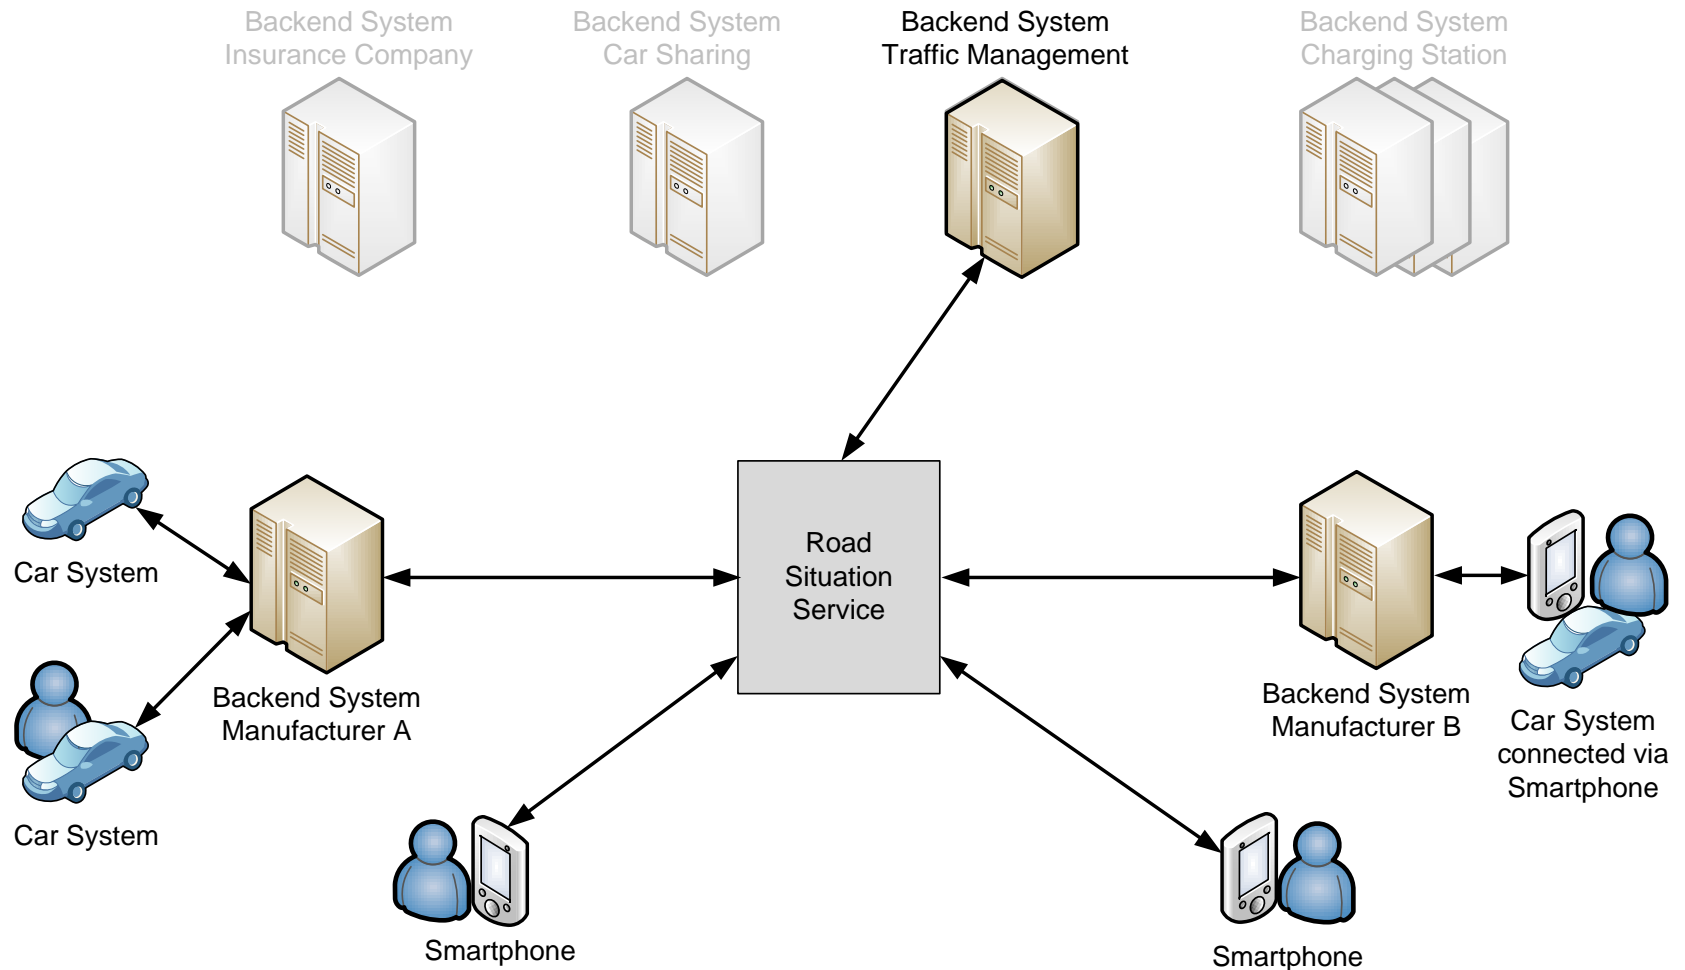 Backend System
Insurance Company
Backend System
Car Sharing
Backend System
Traffic Management
Backend System
Charging Station
Road
Situation
Service
Car System
Backend System
Manufacturer A
Backend System
Manufacturer B
Car System
connected via
Smartphone
Car System
Smartphone
Smartphone